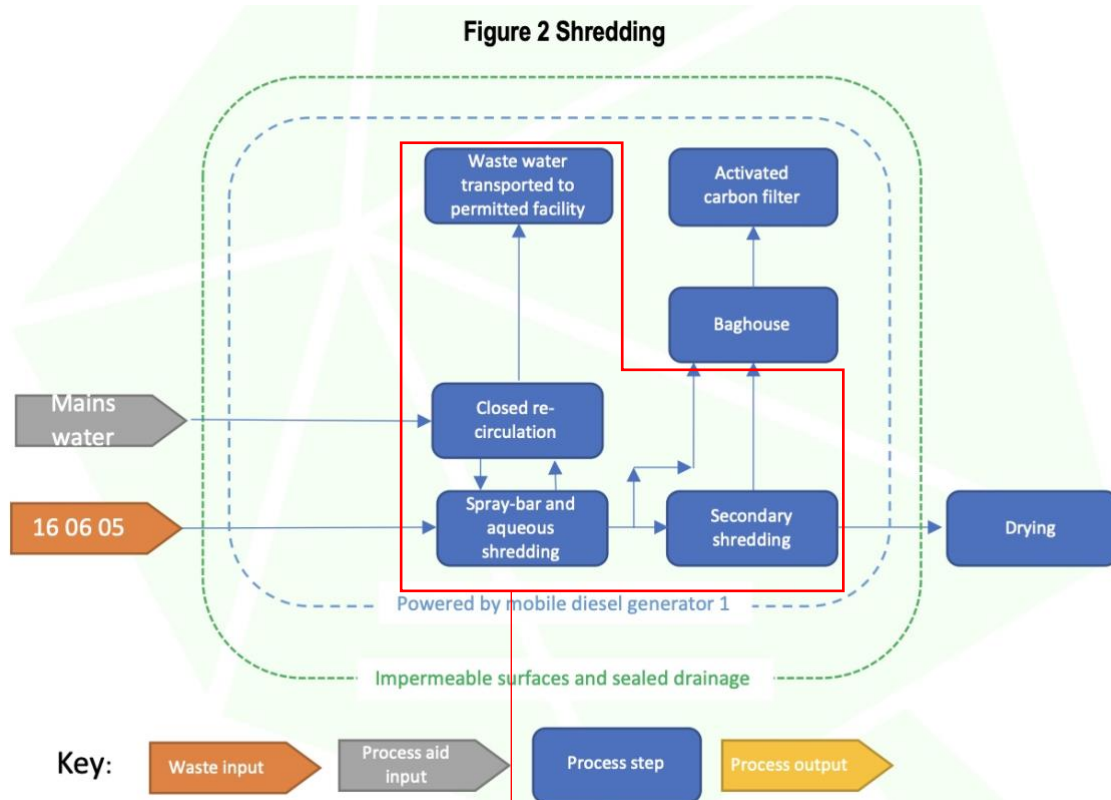 Figure 2 Shredding
Waste water
transported to
permitted facility
Activated
carbon filter
Baghouse
Mains
water
Closed re-
circulation
16 06 05
Spray-bar and
aqueous
shredding
Secondary
shredding
Drying
Powered by mobile diesel generator 1
Impermeable surfaces and sealed drainage
Key:
Waste input
Process aid
input
Process step
Process output